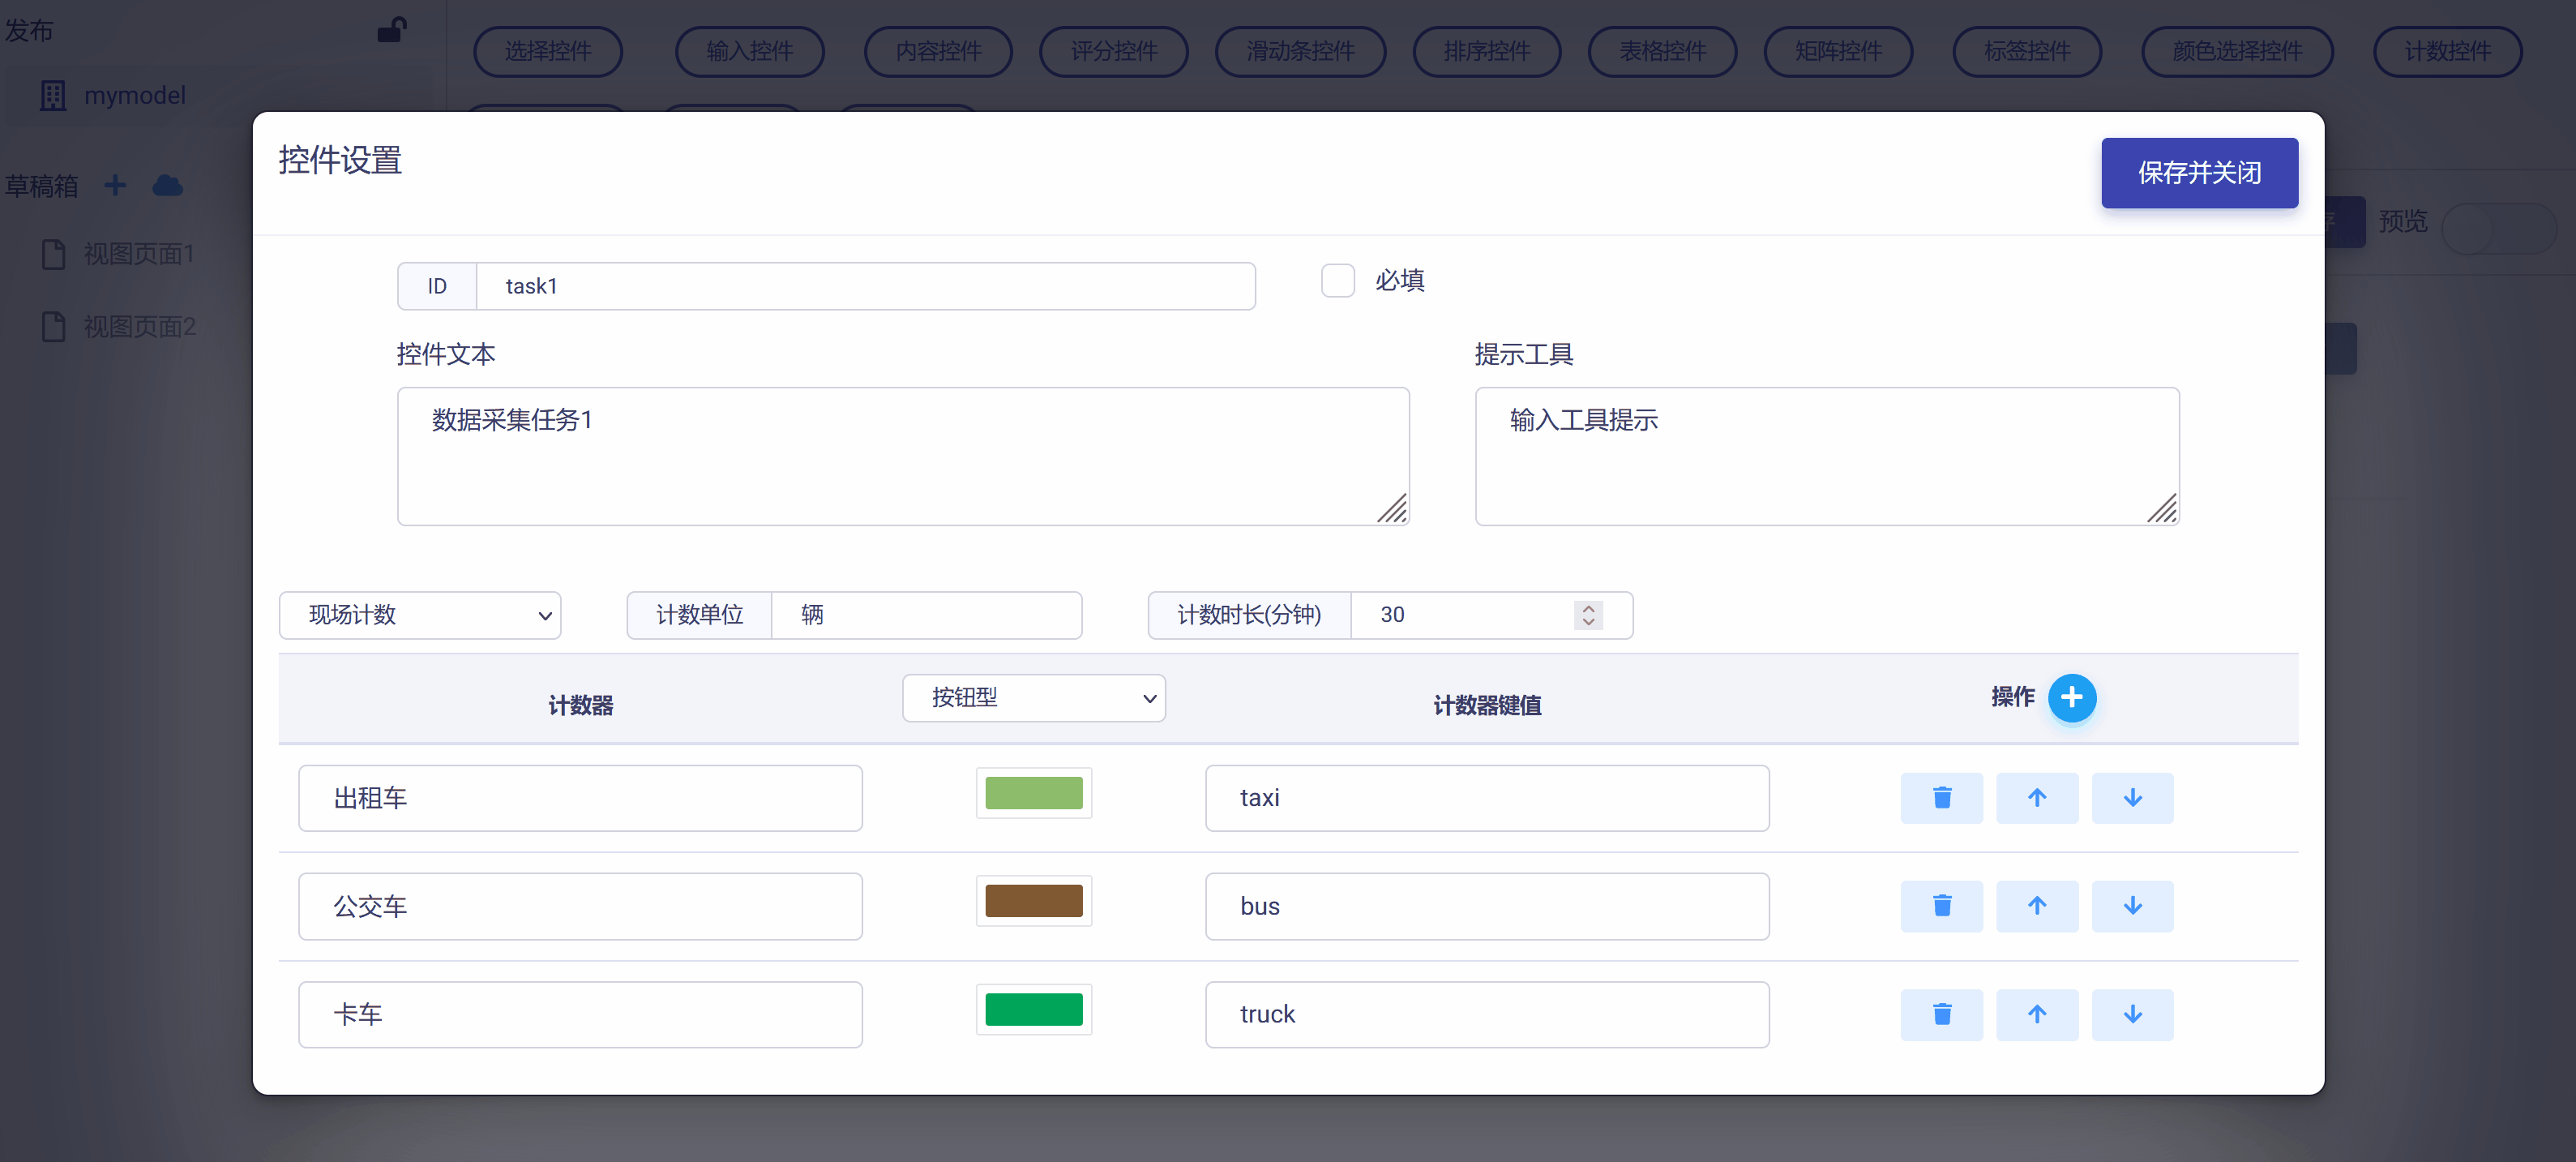 发布
选择控件 输入控件 内容控件 评分控件 滑动条控件 排序控件 表格控件 矩阵控件 标签控件 颜色选择控件 计数控件
mymodel
控件设置
保存并关闭
草稿箱
预览
视图页面1
视图页面2
ID task1
必填
控件文本
提示工具
数据采集任务1
输入工具提示
现场计数
计数单位 辆
计数时长(分钟) 30
计数器 按钮型 计数器键值 操作
出租车 taxi
公交车 bus
卡车 truck